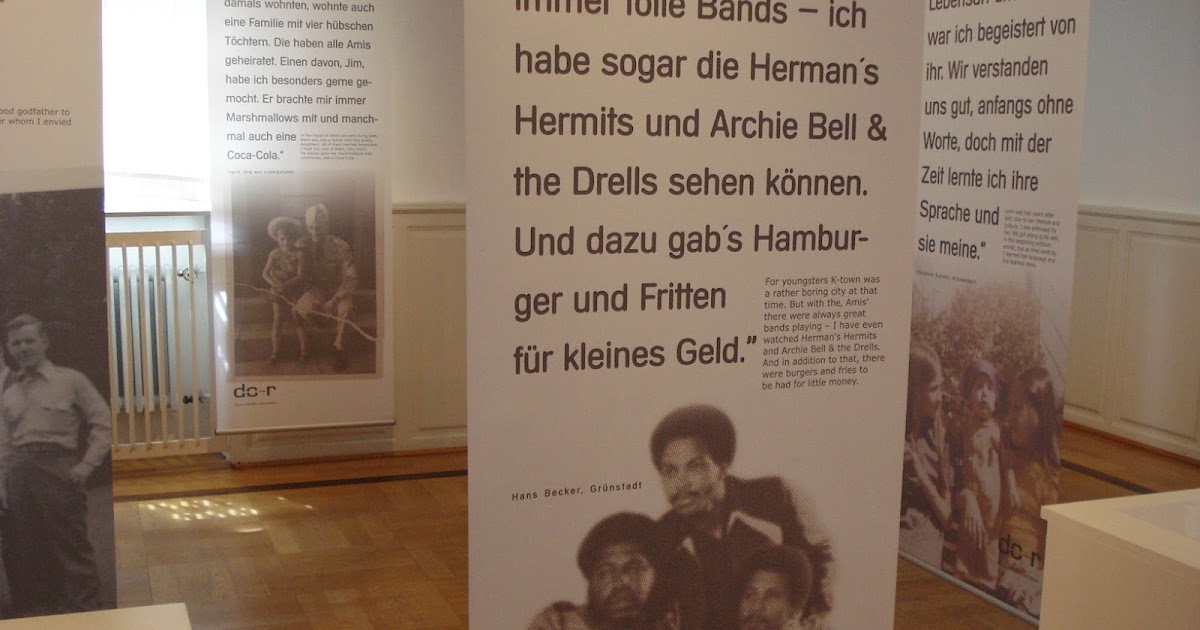 ood godfather to
er whom I envied
damals wohnten, wohnte auch
eine Familie mit vier hübschen
Töchtern. Die haben alle Amis
geheiratet. Einen davon, Jim,
habe ich besonders gerne ge-
mocht. Er brachte mir immer
Marshmallows mit und manch-
mal auch eine
Coca-Cola."
dc-r
immer tolle Bands – ich
habe sogar die Herman´s
Hermits und Archie Bell &
the Drells sehen können.
Und dazu gab´s Hambur-
ger und Fritten
für kleines Geld."
For youngsters K-town was
a rather boring city at that
time. But with the‚ Amis'
there were always great
bands playing – I have even
watched Herman's Hermits
and Archie Bell & the Drells.
And in addition to that, there
were burgers and fries to
be had for little money.
Hans Becker, Grünstadt
war ich begeistert von
ihr. Wir verstanden
uns gut, anfangs ohne
Worte, doch mit der
Zeit lernte ich ihre
Sprache und
sie meine."
dc-r